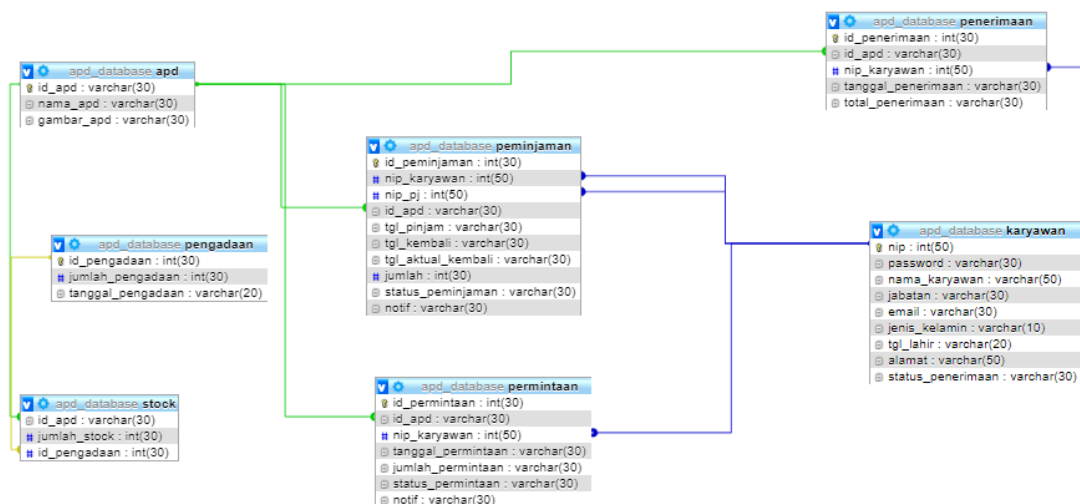 apd_database penerimaan
id_penerimaan : int(30)
id_apd : varchar(30)
nip_karyawan : int(50)
tanggal_penerimaan : varchar(30)
total_penerimaan : varchar(30)
apd_database apd
id_apd : varchar(30)
nama_apd : varchar(30)
gambar_apd : varchar(30)
apd_database peminjaman
id_peminjaman : int(30)
nip_karyawan : int(50)
nip_pj : int(50)
id_apd : varchar(30)
tgl_pinjam : varchar(30)
tgl_kembali : varchar(30)
tgl_aktual_kembali : varchar(30)
jumlah : int(30)
status_peminjaman : varchar(30)
notif : varchar(30)
apd_database karyawan
nip : int(50)
password : varchar(30)
nama_karyawan : varchar(50)
jabatan : varchar(30)
email : varchar(30)
jenis_kelamin : varchar(10)
tgl_lahir : varchar(20)
alamat : varchar(50)
status_penerimaan : varchar(30)
apd_database pengadaan
id_pengadaan : int(30)
jumlah_pengadaan : int(30)
tanggal_pengadaan : varchar(20)
apd_database stock
id_apd : varchar(30)
jumlah_stock : int(30)
id_pengadaan : int(30)
apd_database permintaan
id_permintaan : int(30)
id_apd : varchar(30)
nip_karyawan : int(50)
tanggal_permintaan : varchar(30)
jumlah_permintaan : varchar(30)
status_permintaan : varchar(30)
notif : varchar(30)